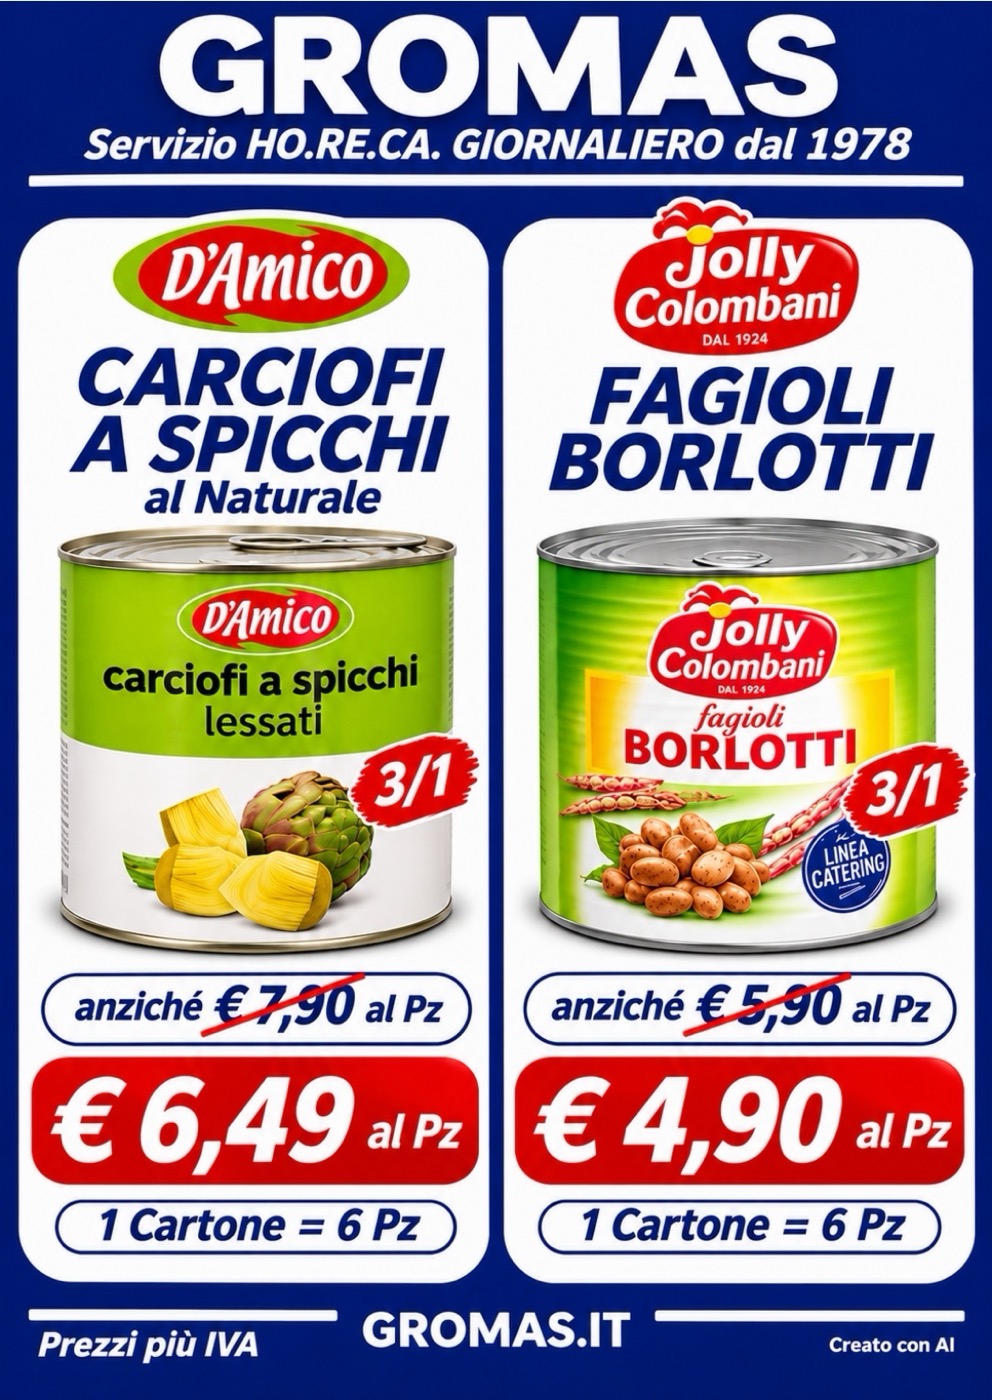 GROMAS
Servizio HO.RE.CA. GIORNALIERO dal 1978
D'Amico
CARCIOFI
A SPICCHI
al Naturale
D'Amico
carciofi a spicchi
lessati
3/1
anziché € 7,90 al Pz
€ 6,49 al Pz
1 Cartone = 6 Pz
Jolly
Colombani
DAL 1924
FAGIOLI
BORLOTTI
Jolly
Colombani
DAL 1924
fagioli
BORLOTTI
3/1
LINEA
CATERING
anziché € 5,90 al Pz
€ 4,90 al Pz
1 Cartone = 6 Pz
Prezzi più IVA
GROMAS.IT
Creato con AI